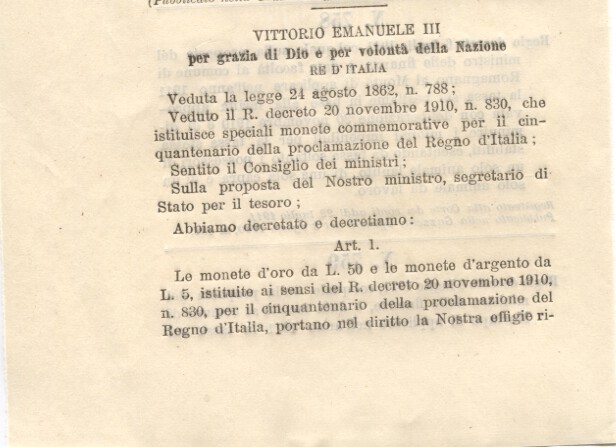 (Pubblicato nella
VITTORIO EMANUELE III
per grazia di Dio e per volontà della Nazione
RE D'ITALIA
Veduta la legge 24 agosto 1862, n. 788;
Veduto il R. decreto 20 novembre 1910, n. 830, che
istituisce speciali monete commemorative per il cin-
quantenario della proclamazione del Regno d'Italia;
Sentito il Consiglio dei ministri;
Sulla proposta del Nostro ministro, segretario di
Stato per il tesoro;
Abbiamo decretato e decretiamo:
Art. 1.
Le monete d'oro da L. 50 e le monete d'argento da
L. 5, istituite ai sensi del R. decreto 20 novembre 1910,
n. 830, per il cinquantenario della proclamazione del
Regno d'Italia, portano nel diritto la Nostra effigie ri-